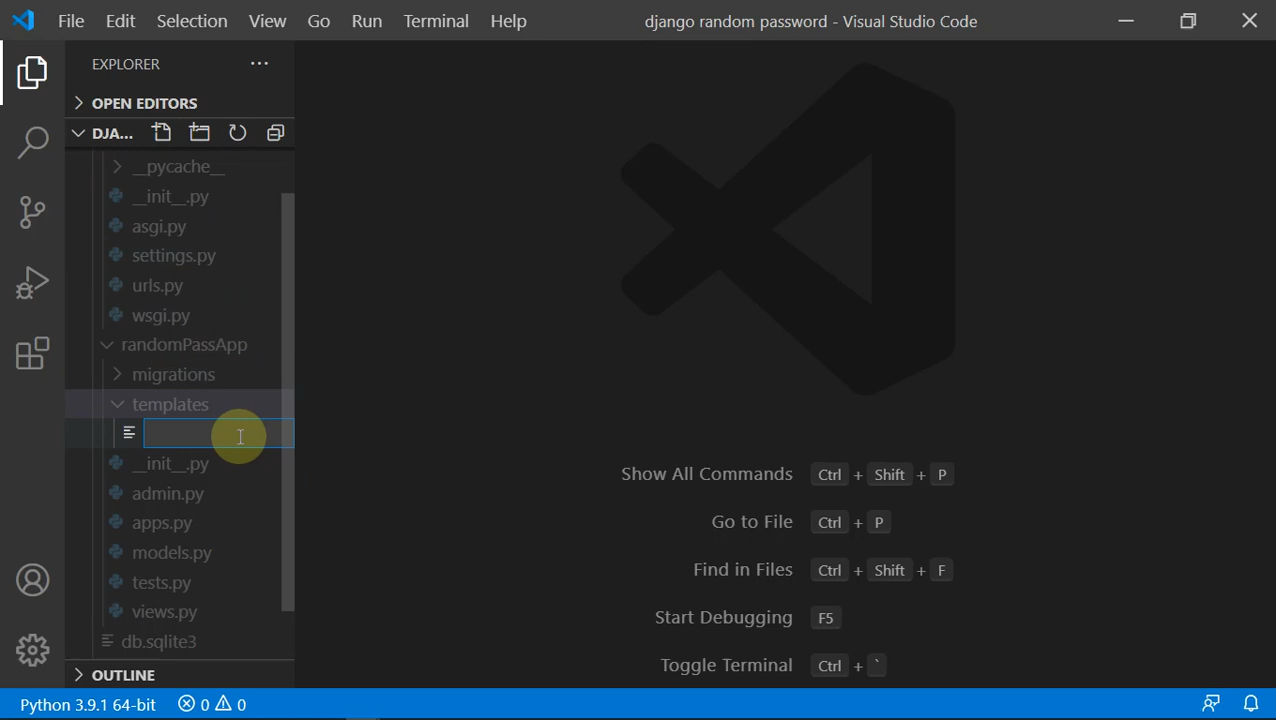 File Edit Selection View Go Run Terminal Help django random password - Visual Studio Code
EXPLORER ...
OPEN EDITORS
DJA...
__pycache__
__init__.py
asgi.py
settings.py
urls.py
wsgi.py
randomPassApp
migrations
templates
__init__.py
admin.py
apps.py
models.py
tests.py
views.py
db.sqlite3
OUTLINE
Show All Commands Ctrl + Shift + P
Go to File Ctrl + P
Find in Files Ctrl + Shift + F
Start Debugging F5
Toggle Terminal Ctrl + `
Python 3.9.1 64-bit 0 0